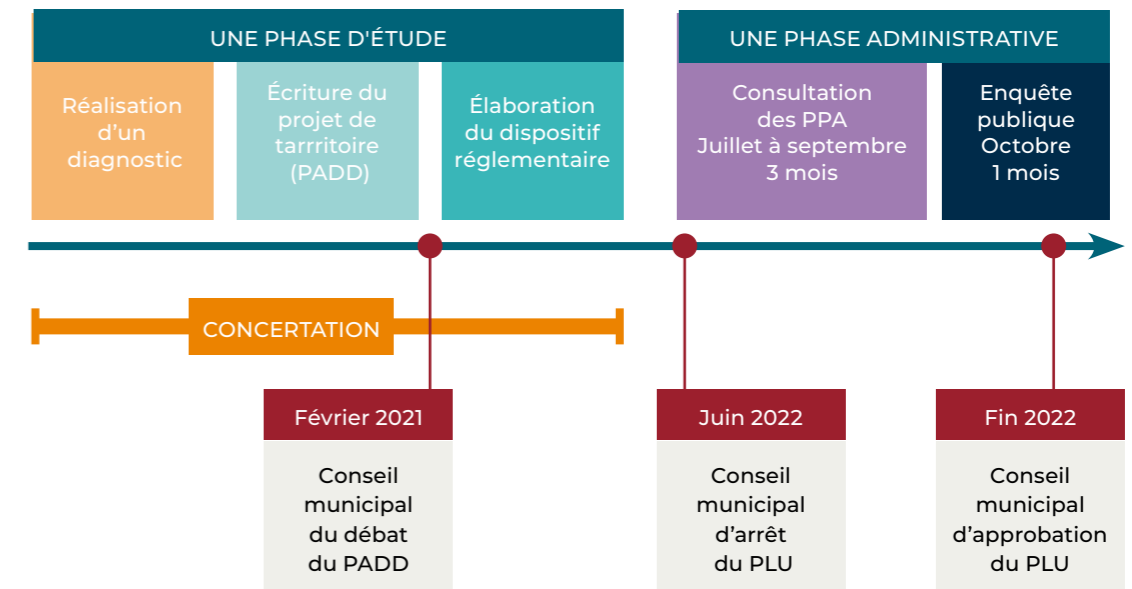 UNE PHASE D'ÉTUDE
Réalisation
d’un
diagnostic
Écriture du
projet de
tarrritoire
(PADD)
Élaboration
du dispositif
réglementaire
UNE PHASE ADMINISTRATIVE
Consultation
des PPA
Juillet à septembre
3 mois
Enquête
publique
Octobre
1 mois
CONCERTATION
Février 2021
Conseil
municipal
du débat
du PADD
Juin 2022
Conseil
municipal
d’arrêt
du PLU
Fin 2022
Conseil
municipal
d’approbation
du PLU